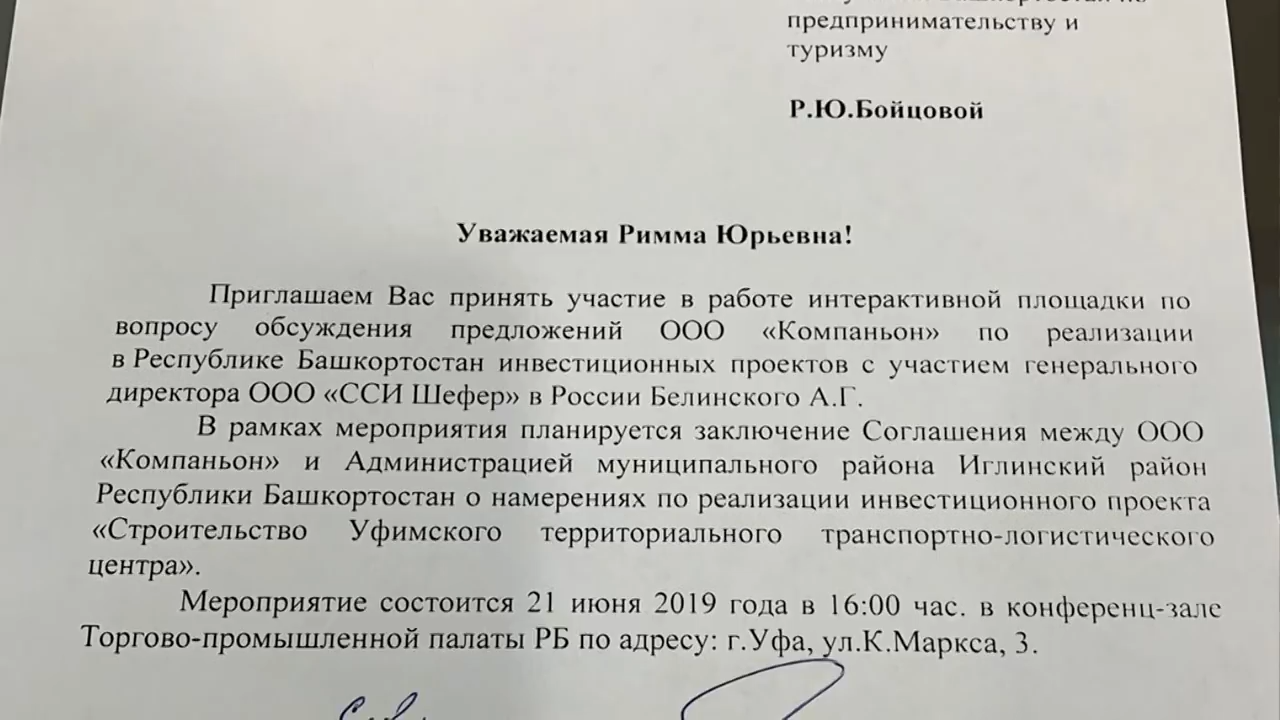 предпринимательству и
туризму
Р.Ю.Бойцовой
Уважаемая Римма Юрьевна!
Приглашаем Вас принять участие в работе интерактивной площадки по
вопросу обсуждения предложений ООО «Компаньон» по реализации
в Республике Башкортостан инвестиционных проектов с участием генерального
директора ООО «ССИ Шефер» в России Белинского А.Г.
В рамках мероприятия планируется заключение Соглашения между ООО
«Компаньон» и Администрацией муниципального района Иглинский район
Республики Башкортостан о намерениях по реализации инвестиционного проекта
«Строительство Уфимского территориального транспортно-логистического
центра».
Мероприятие состоится 21 июня 2019 года в 16:00 час. в конференц-зале
Торгово-промышленной палаты РБ по адресу: г.Уфа, ул.К.Маркса, 3.